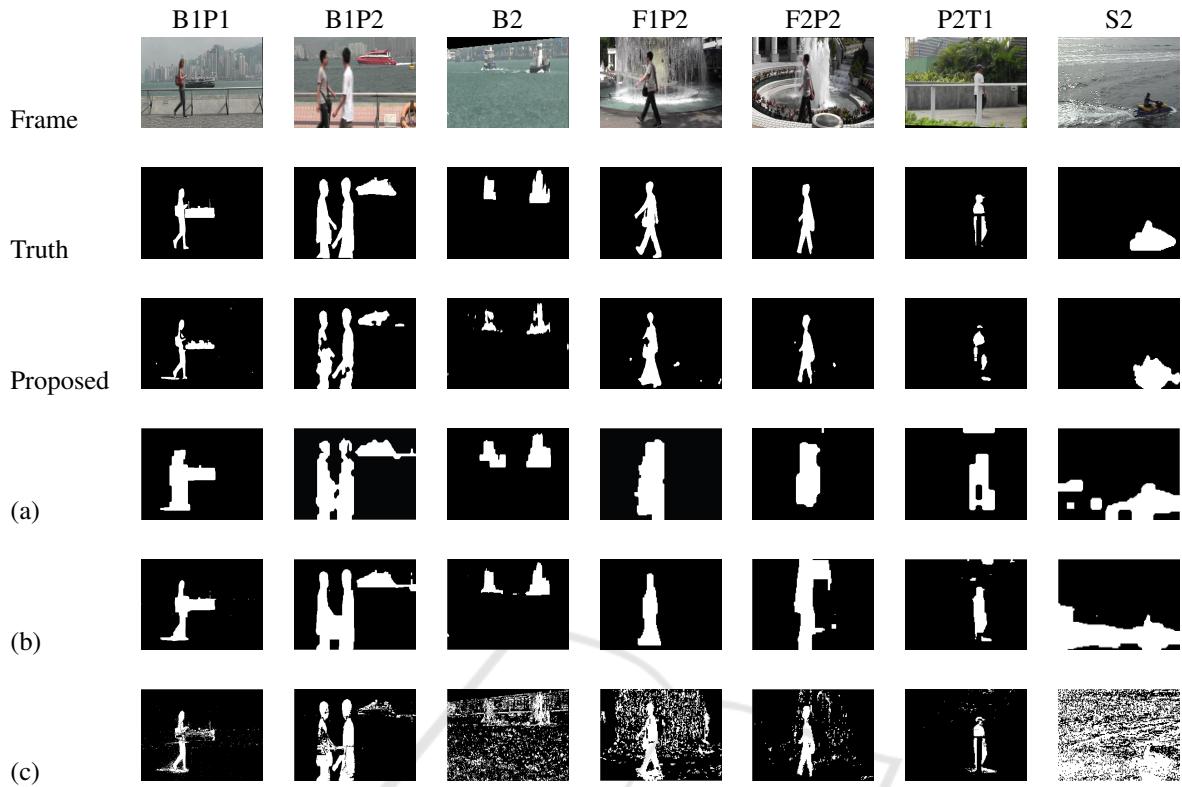 B1P1 B1P2 B2 F1P2 F2P2 P2T1 S2
Frame
Truth
Proposed
(a)
(b)
(c)